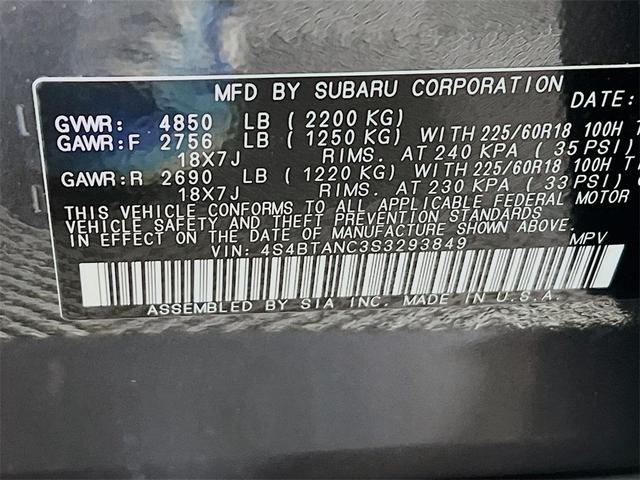 MFD BY SUBARU CORPORATION
DATE:
GVWR: 4850 LB ( 2200 KG)
GAWR:F 2756 LB ( 1250 KG) WITH 225/60R18 100H T
18X7J RIMS. AT 240 KPA ( 35 PSI)
GAWR:R 2690 LB ( 1220 KG) WITH 225/60R18 100H T
18X7J RIMS. AT 230 KPA ( 33 PSI)
THIS VEHICLE CONFORMS TO ALL APPLICABLE FEDERAL MOTOR
VEHICLE SAFETY AND THEFT PREVENTION STANDARDS
IN EFFECT ON THE DATE OF MANUFACTURE SHOWN ABOVE.
VIN: 4S4BTANC3S3293849 MPV
ASSEMBLED BY SIA INC. MADE IN U.S.A.